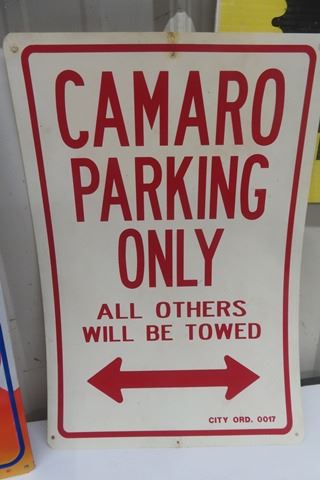 CAMARO
PARKING
ONLY
ALL OTHERS
WILL BE TOWED
CITY ORD. 0017